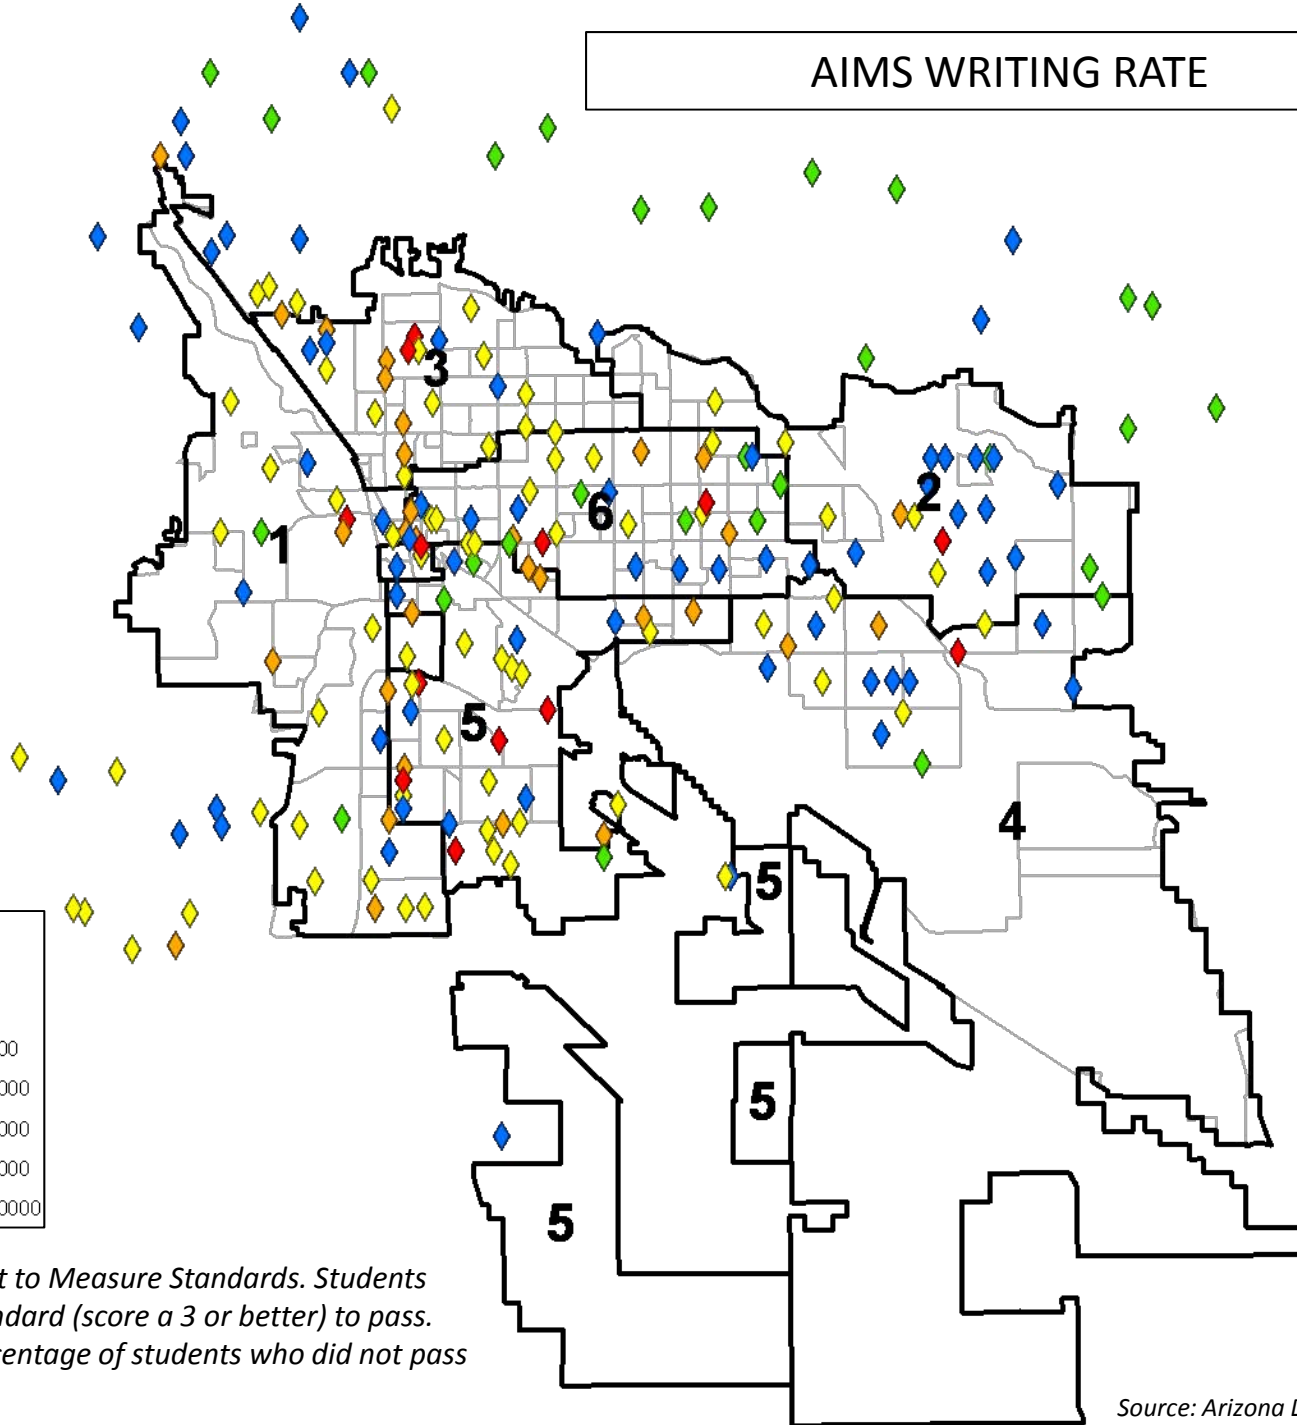 AIMS WRITING RATE
3
2
6
1
5
4
5
5
5
00
000
000
000
0000
t to Measure Standards. Students
ndard (score a 3 or better) to pass.
centage of students who did not pass
Source: Arizona D